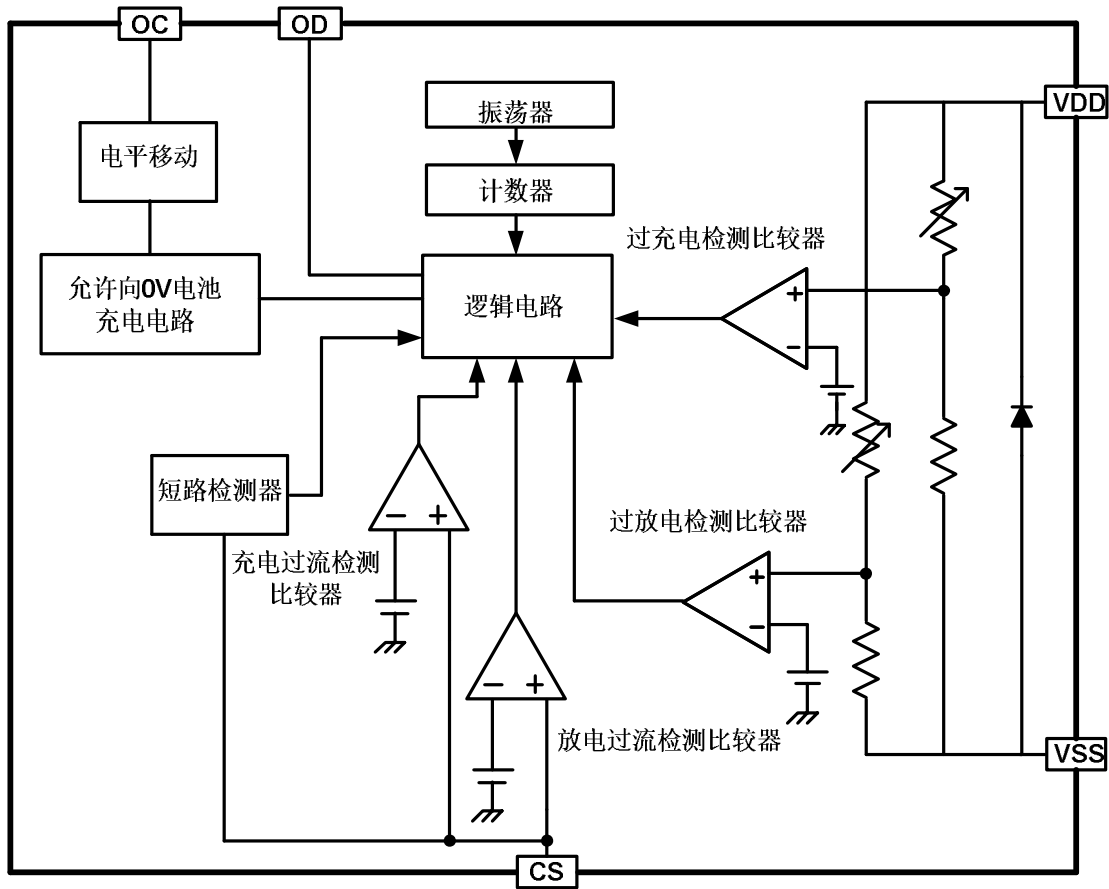 OC
OD
VDD
振荡器
电平移动
计数器
过充电检测比较器
允许向0V电池
充电电路
逻辑电路
+
−
短路检测器
− +
过放电检测比较器
充电过流检测
比较器
+
−
− +
放电过流检测比较器
VSS
CS